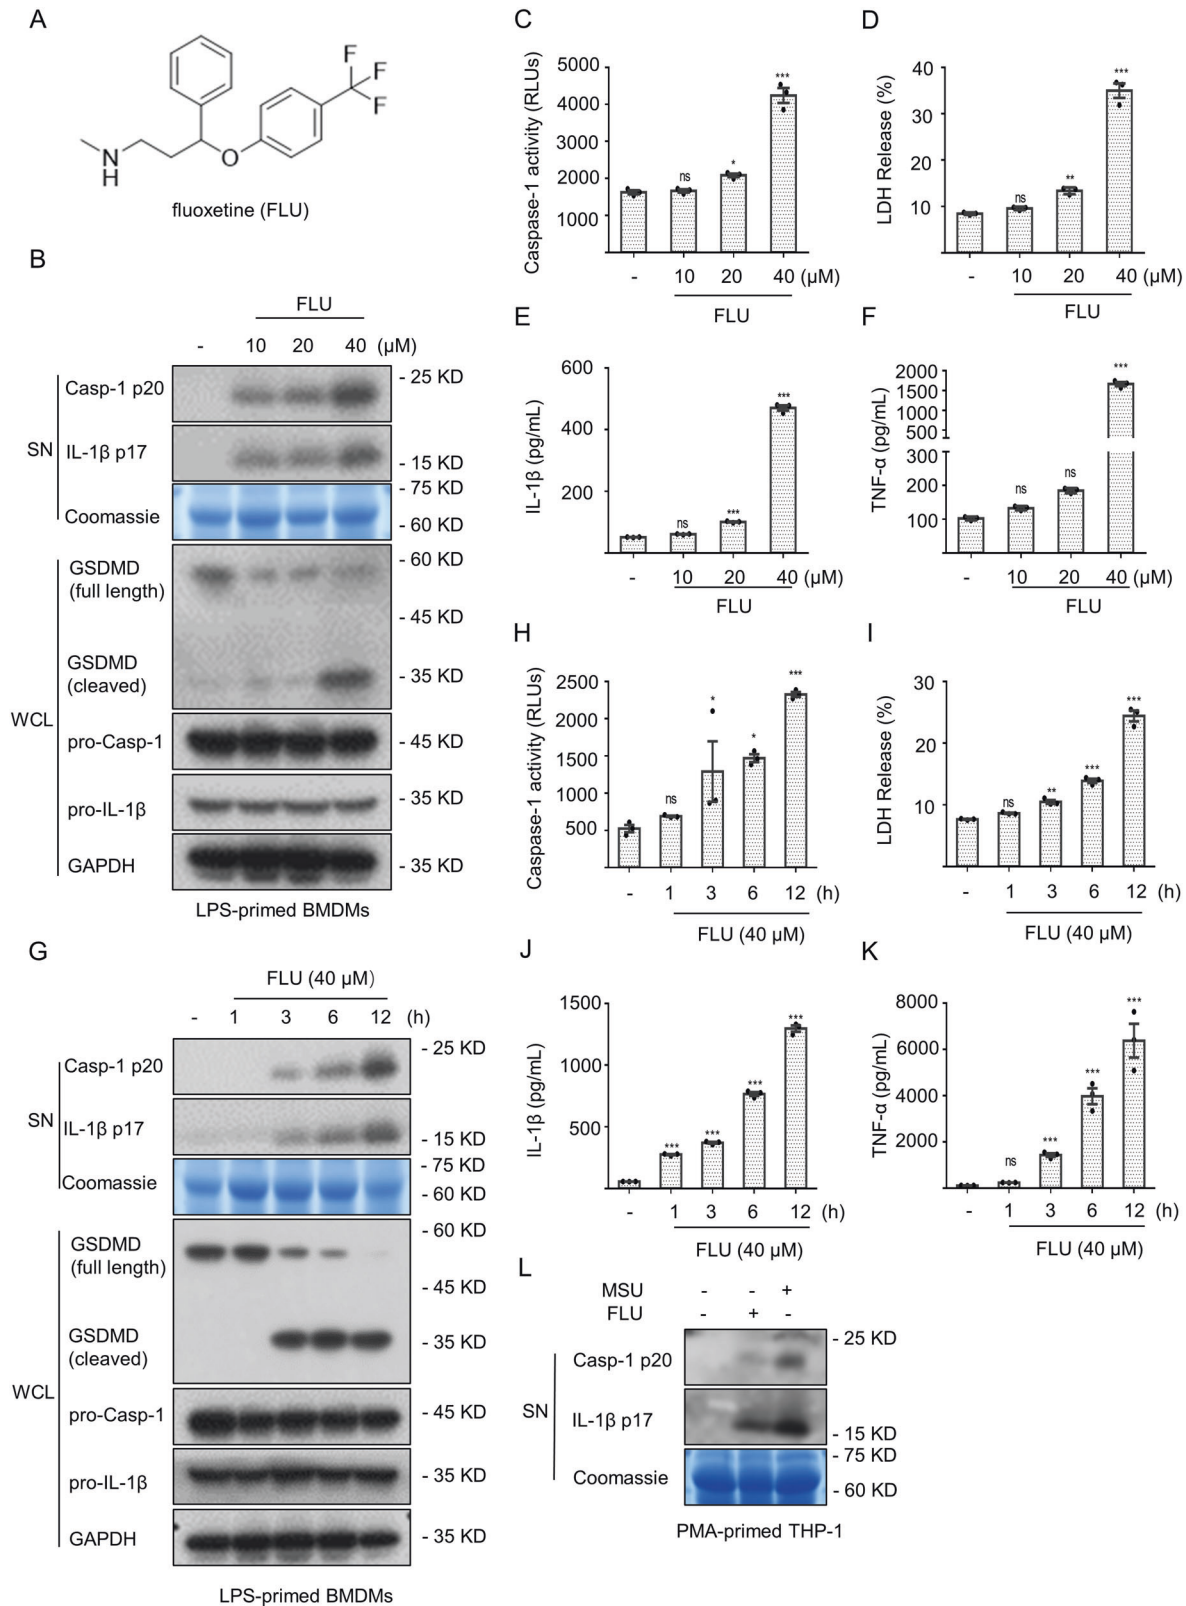 A
F
F
F
N
H
O
fluoxetine (FLU)
B
FLU
- 10 20 40 (μM)
SN
Casp-1 p20
- 25 KD
IL-1β p17
- 15 KD
Coomassie
- 75 KD
- 60 KD
WCL
GSDMD
(full length)
- 60 KD
- 45 KD
GSDMD
(cleaved)
- 35 KD
pro-Casp-1
- 45 KD
pro-IL-1β
- 35 KD
GAPDH
- 35 KD
LPS-primed BMDMs
C
Caspase-1 activity (RLUs)
5000
4000
3000
2000
1000
ns
*
***
- 10 20 40 (μM)
FLU
D
LDH Release (%)
40
30
20
10
ns
**
***
- 10 20 40 (μM)
FLU
E
IL-1β (pg/mL)
600
400
200
ns
***
***
- 10 20 40 (μM)
FLU
F
TNF-α (pg/mL)
2000
1500
1000
500
300
200
100
ns
ns
***
- 10 20 40 (μM)
FLU
G
FLU (40 μM)
- 1 3 6 12 (h)
SN
Casp-1 p20
- 25 KD
IL-1β p17
- 15 KD
Coomassie
- 75 KD
- 60 KD
WCL
GSDMD
(full length)
- 60 KD
- 45 KD
GSDMD
(cleaved)
- 35 KD
pro-Casp-1
- 45 KD
pro-IL-1β
- 35 KD
GAPDH
- 35 KD
LPS-primed BMDMs
H
Caspase-1 activity (RLUs)
2500
2000
1500
1000
500
ns
*
*
***
- 1 3 6 12 (h)
FLU (40 μM)
I
LDH Release (%)
30
20
10
ns
**
***
***
- 1 3 6 12 (h)
FLU (40 μM)
J
IL-1β (pg/mL)
1500
1000
500
***
***
***
***
- 1 3 6 12 (h)
FLU (40 μM)
K
TNF-α (pg/mL)
8000
6000
4000
2000
ns
***
***
***
- 1 3 6 12 (h)
FLU (40 μM)
L
MSU - - +
FLU - + -
SN
Casp-1 p20
- 25 KD
IL-1β p17
- 15 KD
Coomassie
- 75 KD
- 60 KD
PMA-primed THP-1